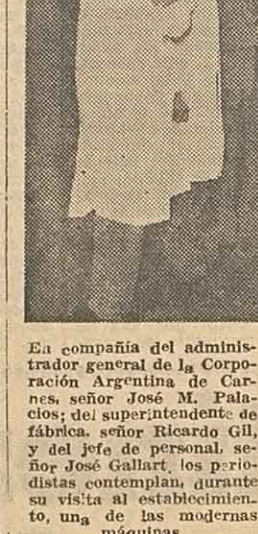 En compañía del adminis-
trador general de la Corpo-
ración Argentina de Car-
nes, señor José M. Pala-
cios; del superintendente de
fábrica, señor Ricardo Gil,
y del jefe de personal, se-
ñor José Gallart, los perio-
distas contemplan, durante
su visita al establecimien-
to, una de las modernas
máquinas